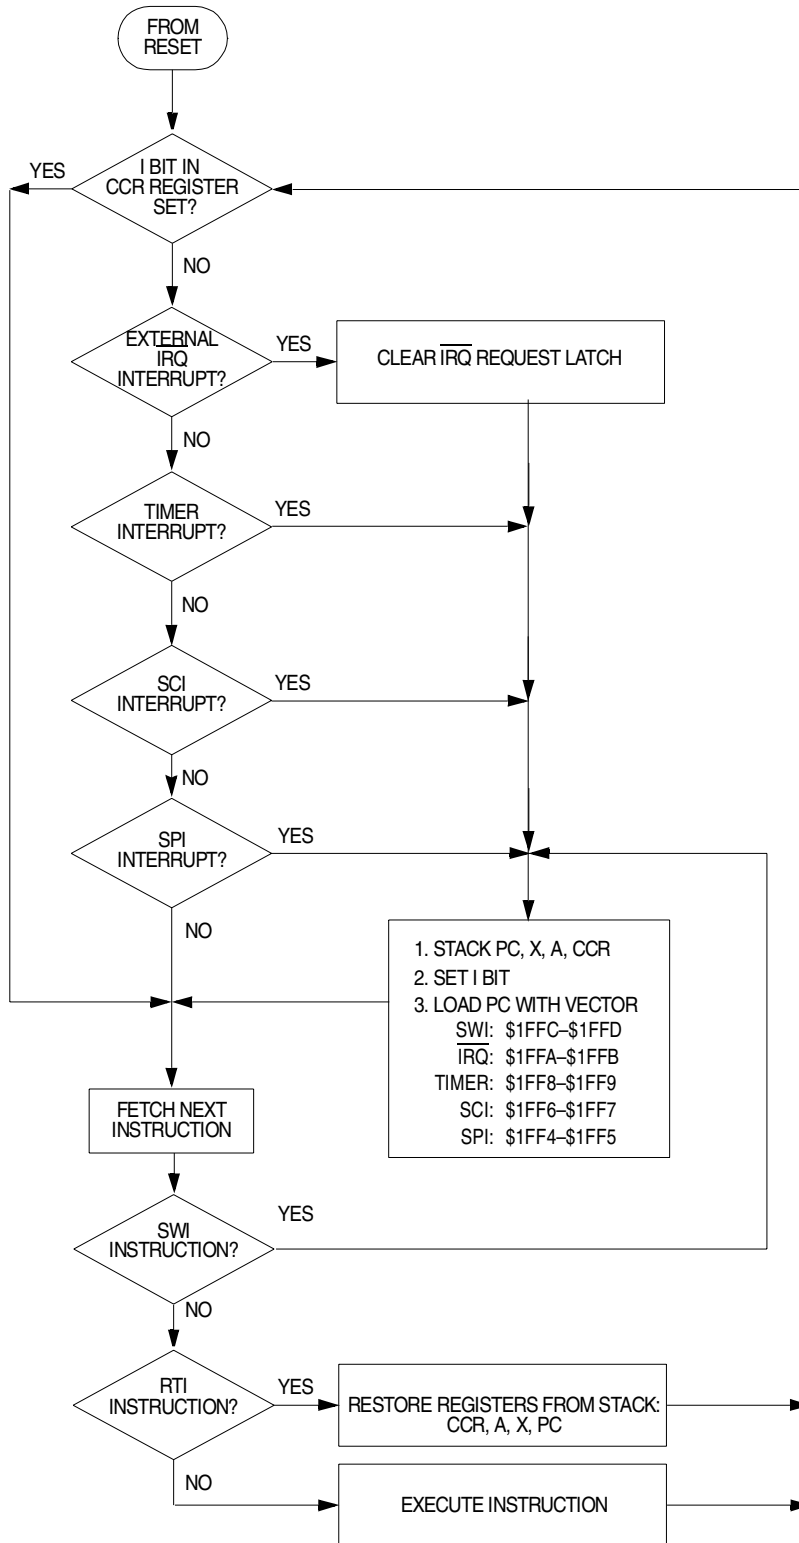 FROM
RESET
I BIT IN
CCR REGISTER
SET?
YES
NO
EXTERNAL
IRQ
INTERRUPT?
YES
CLEAR IRQ REQUEST LATCH
NO
TIMER
INTERRUPT?
YES
NO
SCI
INTERRUPT?
YES
NO
SPI
INTERRUPT?
YES
NO
1. STACK PC, X, A, CCR
2. SET I BIT
3. LOAD PC WITH VECTOR
SWI: $1FFC–$1FFD
IRQ: $1FFA–$1FFB
TIMER: $1FF8–$1FF9
SCI: $1FF6–$1FF7
SPI: $1FF4–$1FF5
FETCH NEXT
INSTRUCTION
SWI
INSTRUCTION?
YES
NO
RTI
INSTRUCTION?
YES
RESTORE REGISTERS FROM STACK:
CCR, A, X, PC
NO
EXECUTE INSTRUCTION